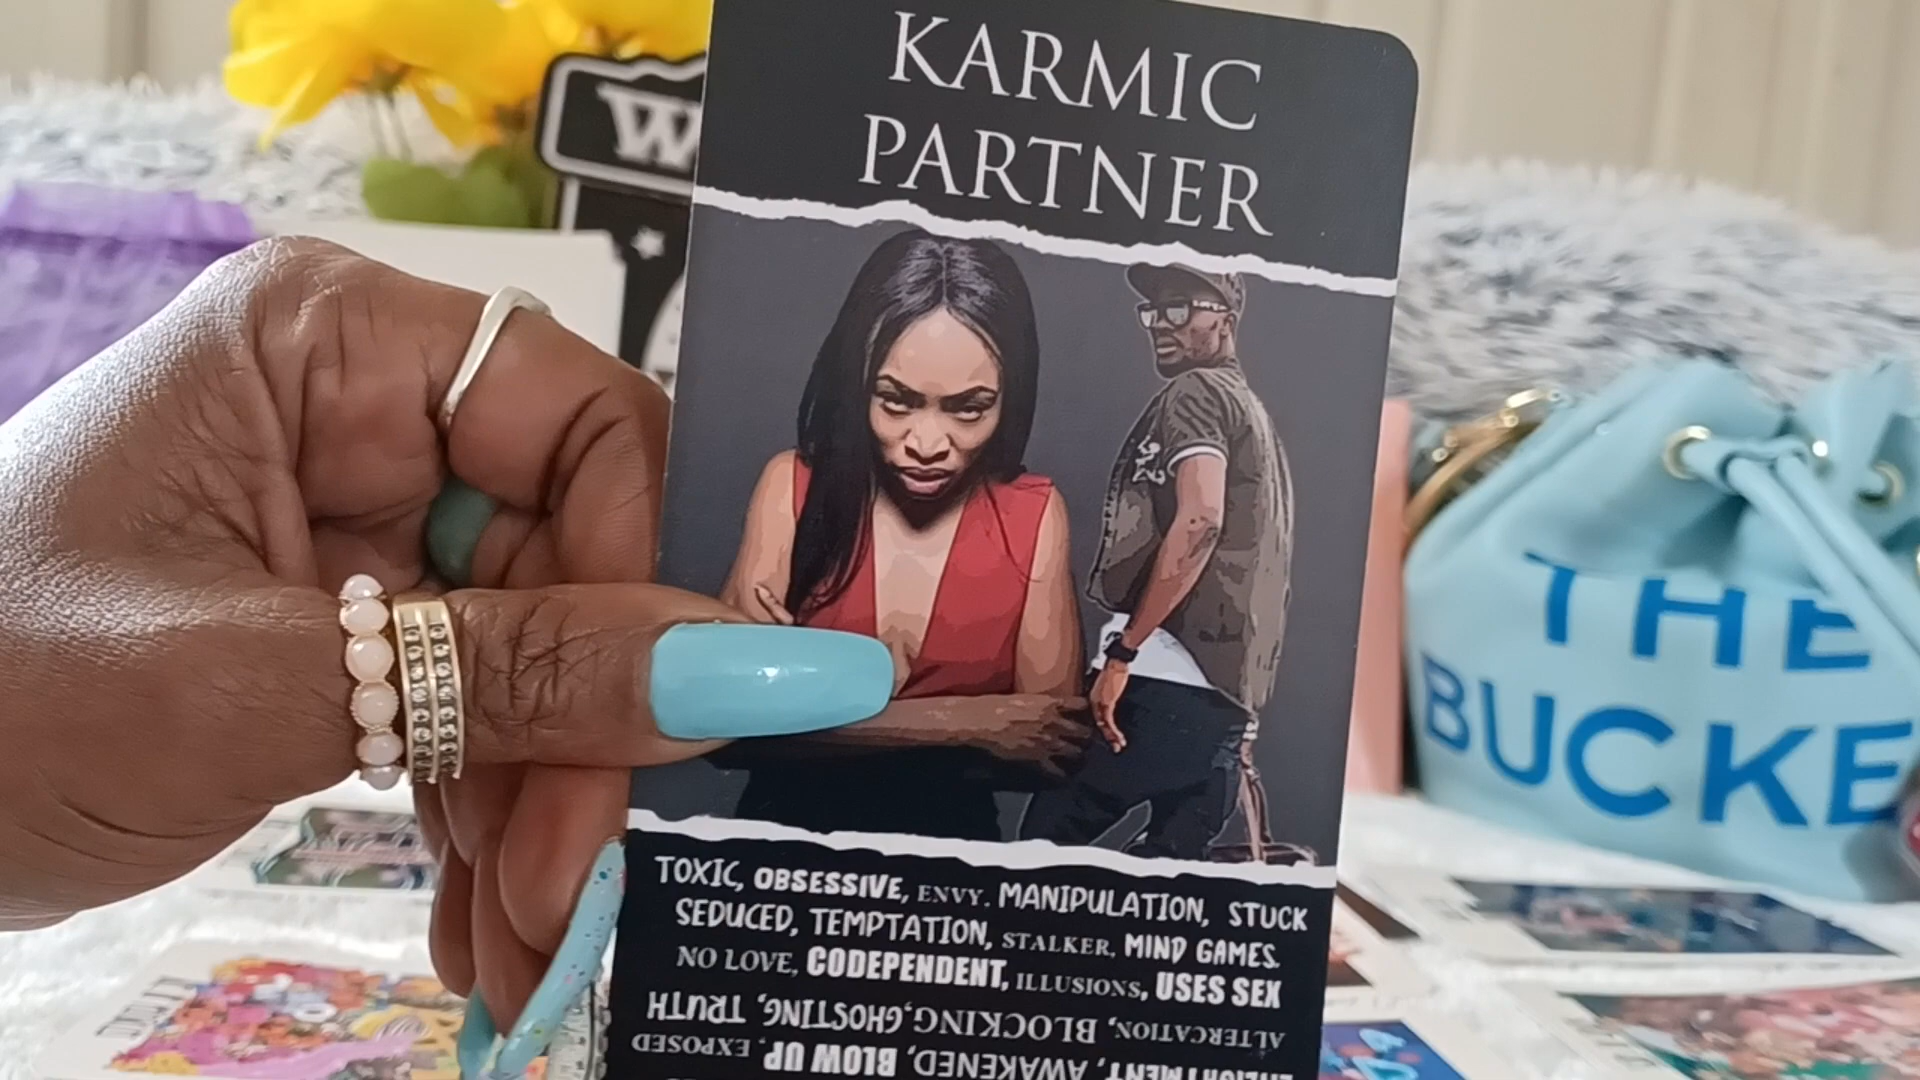 KARMIC
PARTNER
W
THE
BUCKE
TOXIC, OBSESSIVE, ENVY. MANIPULATION, STUCK
SEDUCED, TEMPTATION, STALKER, MIND GAMES.
NO LOVE, CODEPENDENT, ILLUSIONS, USES SEX
ALTERCATION, BLOCKING, GHOSTING, TRUTH
AWAKENED, BLOW UP, EXPOSED